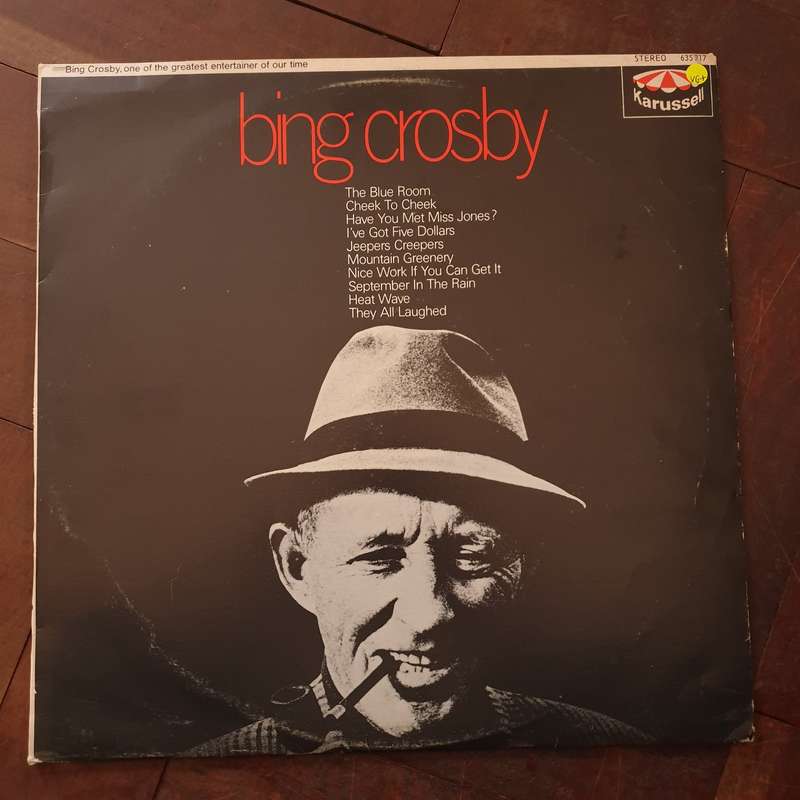 Bing Crosby, one of the greatest entertainer of our time
STEREO 635 217
VG+
Karussell
bing crosby
The Blue Room
Cheek To Cheek
Have You Met Miss Jones?
I've Got Five Dollars
Jeepers Creepers
Mountain Greenery
Nice Work If You Can Get It
September In The Rain
Heat Wave
They All Laughed